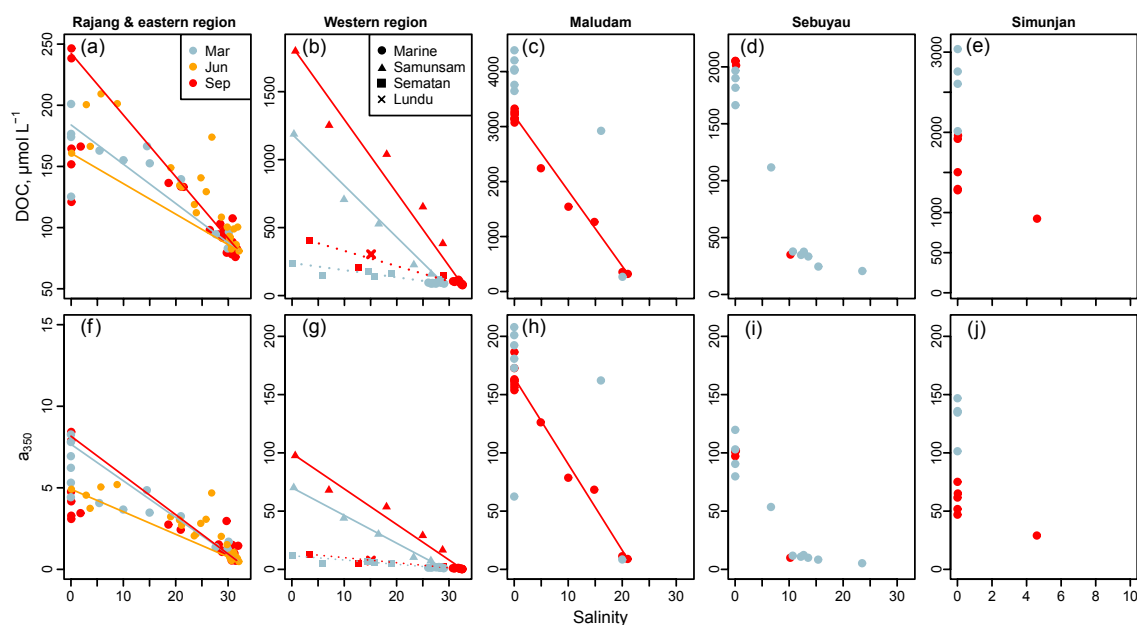 Rajang & eastern region
Western region
Maludam
Sebuyau
Simunjan
(a)
Mar
Jun
Sep
(b)
Marine
Samunsam
Sematan
Lundu
(c)
(d)
(e)
DOC, µmol L⁻¹
50
100
150
200
250
0
500
1000
1500
0
1000
2000
3000
4000
0
500
1000
1500
2000
0
500
1000
1500
2000
2500
3000
(f)
(g)
(h)
(i)
(j)
a350
0
5
10
15
0
50
100
150
200
0
50
100
150
200
0
50
100
150
200
0
50
100
150
200
0 10 20 30
0 10 20 30
0 10 20 30
0 10 20 30
0 2 4 6 8 10
Salinity